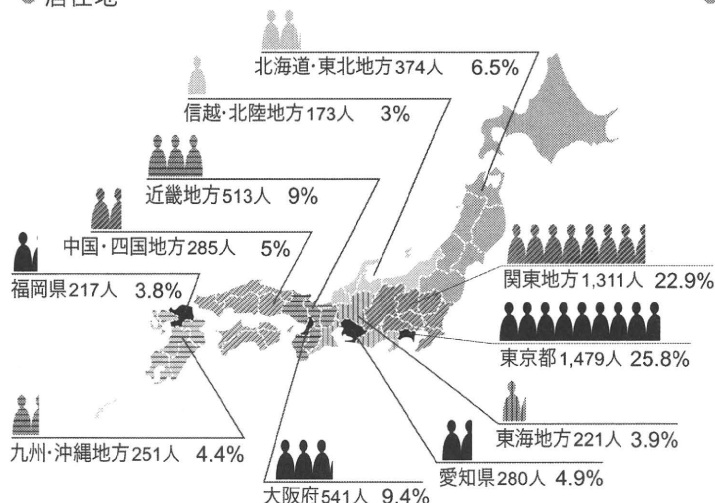 居住地
北海道・東北地方374人 6.5%
信越・北陸地方173人 3%
近畿地方513人 9%
中国・四国地方285人 5%
福岡県217人 3.8%
関東地方1,311人 22.9%
東京都1,479人 25.8%
東海地方221人 3.9%
九州・沖縄地方251人 4.4%
愛知県280人 4.9%
大阪府541人 9.4%